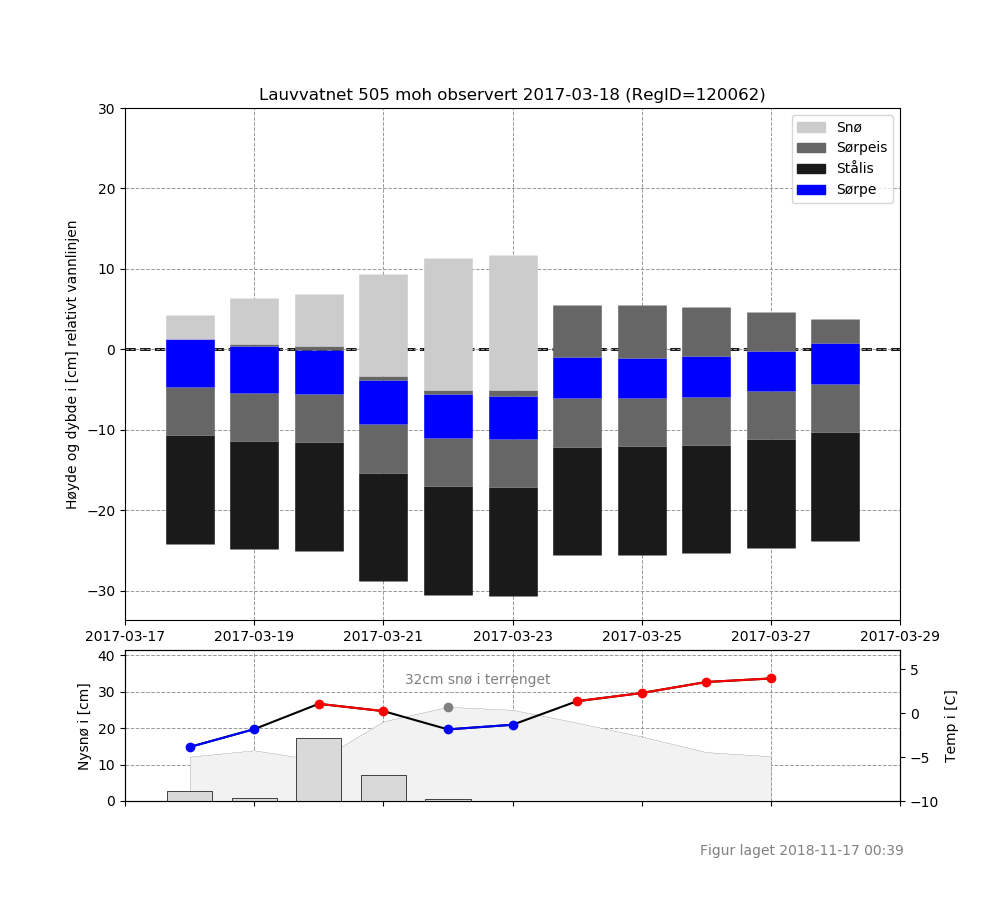 Lauvvatnet 505 moh observert 2017-03-18 (RegID=120062)
Høyde og dybde i [cm] relativt vannlinjen
30
20
10
0
−10
−20
−30
Snø
Sørpeis
Stålis
Sørpe
2017-03-17
2017-03-19
2017-03-21
2017-03-23
2017-03-25
2017-03-27
2017-03-29
Nysnø i [cm]
40
30
20
10
0
32cm snø i terrenget
5
0
−5
−10
Temp i [C]
Figur laget 2018-11-17 00:39